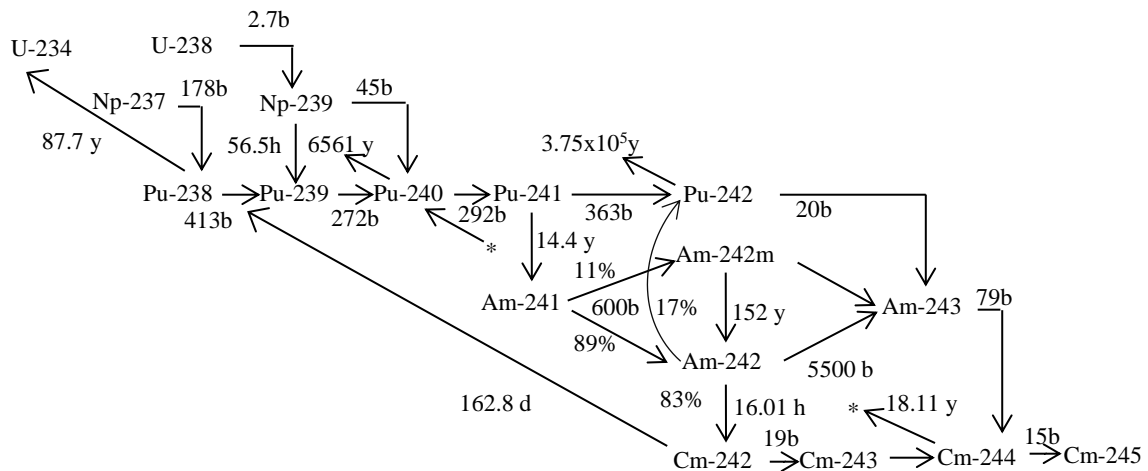 2.7b
U-234 U-238
178b 45b
Np-237 Np-239
87.7 y 56.5h 6561 y 3.75x10⁵y
Pu-238 Pu-239 Pu-240 Pu-241 Pu-242
413b 272b 292b 363b 20b
* 14.4 y
11% Am-242m
Am-241 600b 17% 152 y Am-243 79b
89%
Am-242 5500 b
162.8 d 83% 16.01 h * 18.11 y
19b 15b
Cm-242 Cm-243 Cm-244 Cm-245